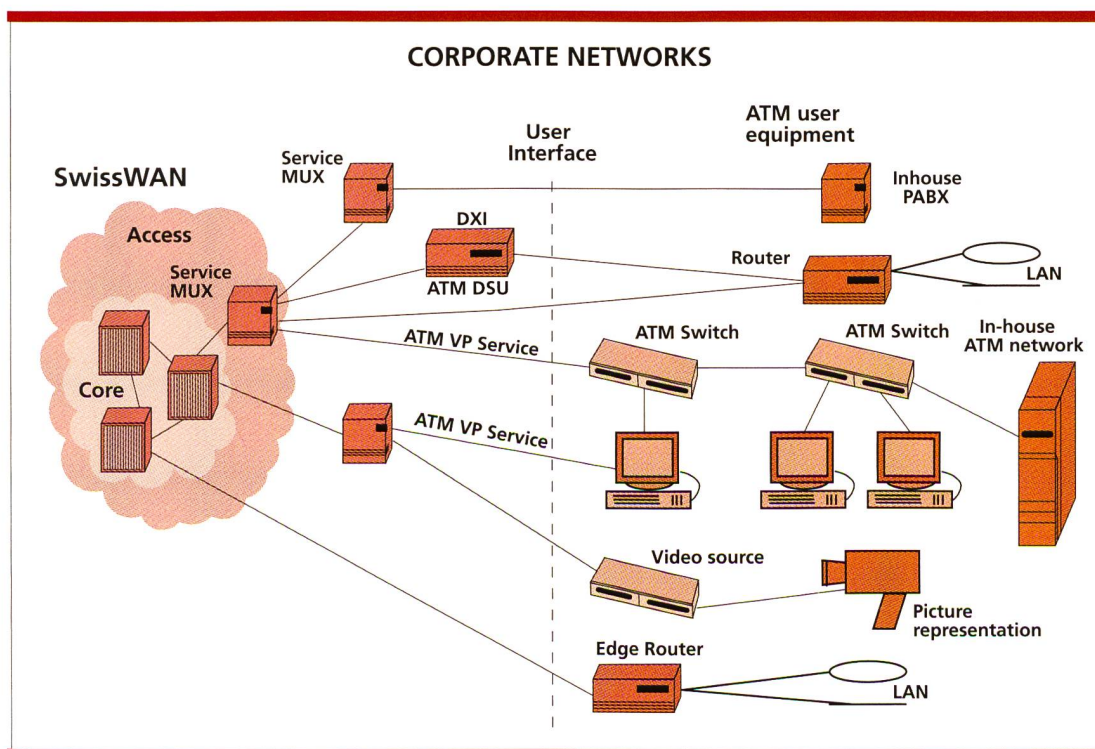 CORPORATE NETWORKS
SwissWAN
Access
Core
Service
MUX
Service
MUX
DXI
ATM DSU
User
Interface
ATM user
equipment
Inhouse
PABX
Router
LAN
ATM VP Service
ATM Switch
ATM Switch
In-house
ATM network
ATM VP Service
Video source
Picture
representation
Edge Router
LAN